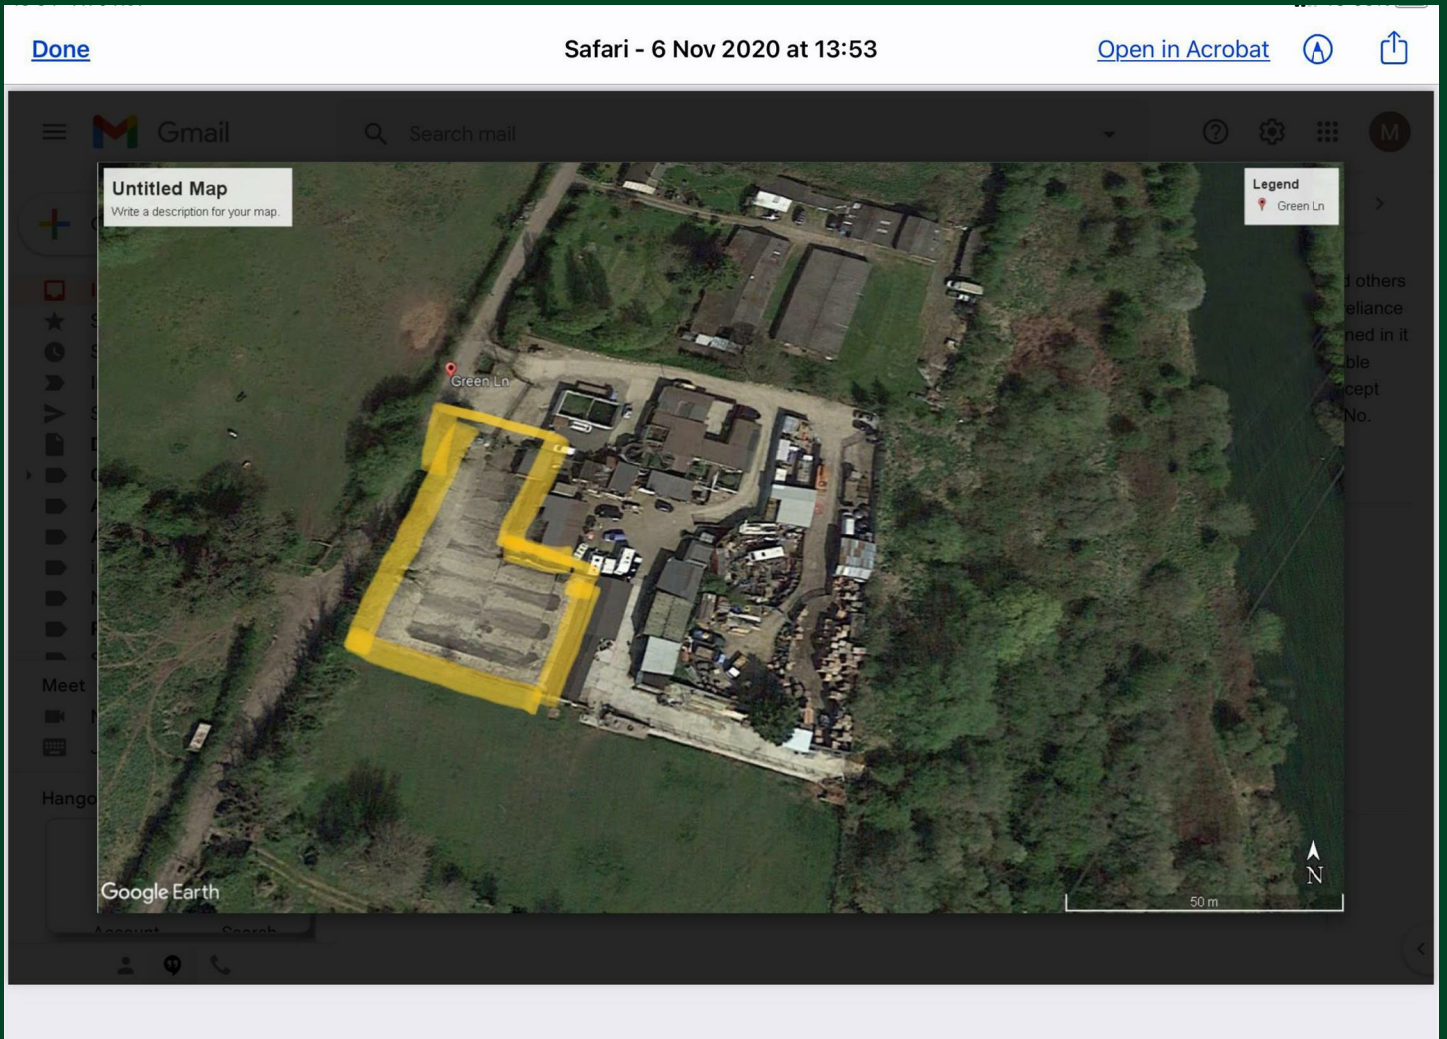 Done
Safari - 6 Nov 2020 at 13:53
Open in Acrobat
Gmail
Search mail
M
Untitled Map
Write a description for your map.
Legend
Green Ln
others
eliance
ned in it
ble
cept
No.
Green Ln
Meet
Hango
Google Earth
N
50 m
Account
Search